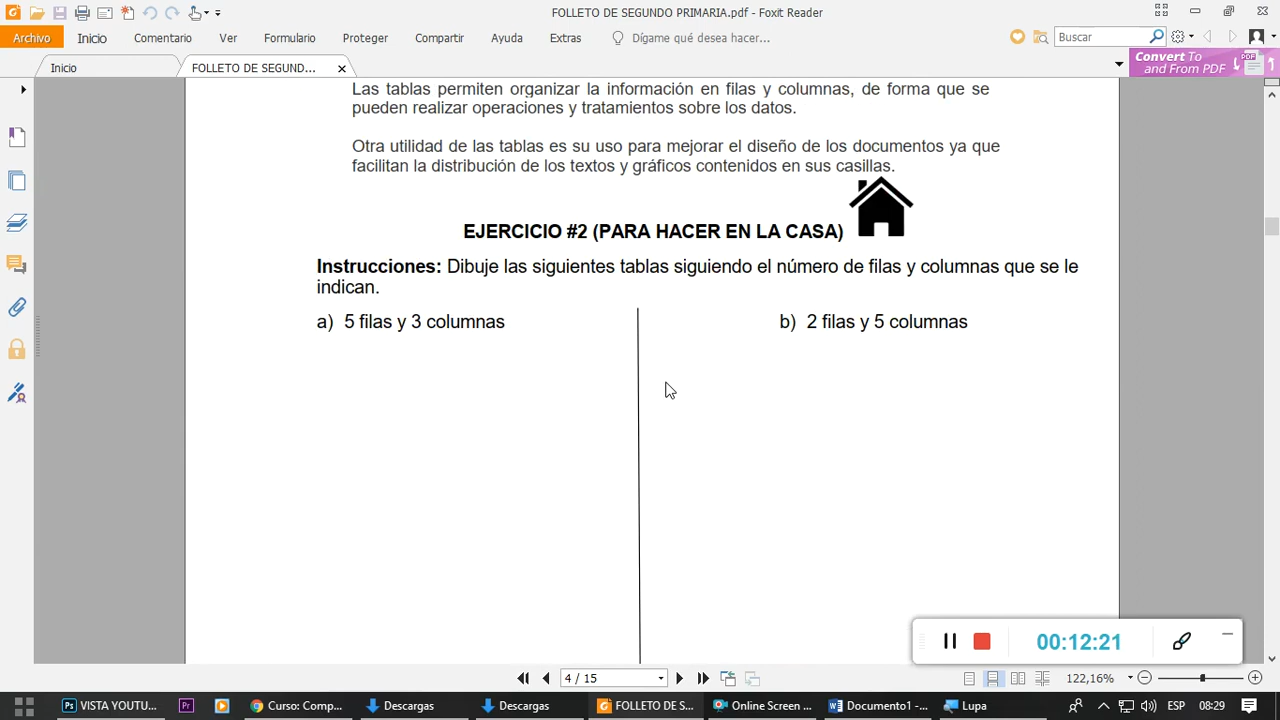 FOLLETO DE SEGUNDO PRIMARIA.pdf - Foxit Reader
Archivo Inicio Comentario Ver Formulario Proteger Compartir Ayuda Extras Dígame qué desea hacer... Buscar
Inicio FOLLETO DE SEGUND... Convert To
and From PDF
PDF
Las tablas permiten organizar la información en filas y columnas, de forma que se
pueden realizar operaciones y tratamientos sobre los datos.
Otra utilidad de las tablas es su uso para mejorar el diseño de los documentos ya que
facilitan la distribución de los textos y gráficos contenidos en sus casillas.
EJERCICIO #2 (PARA HACER EN LA CASA)
Instrucciones: Dibuje las siguientes tablas siguiendo el número de filas y columnas que se le
indican.
a) 5 filas y 3 columnas
b) 2 filas y 5 columnas
00:12:21
4 / 15 122,16%
Ps VISTA YOUTU... Pr Curso: Comp... Descargas Descargas FOLLETO DE S... Online Screen ... Documento1 - ... Lupa ESP 08:29